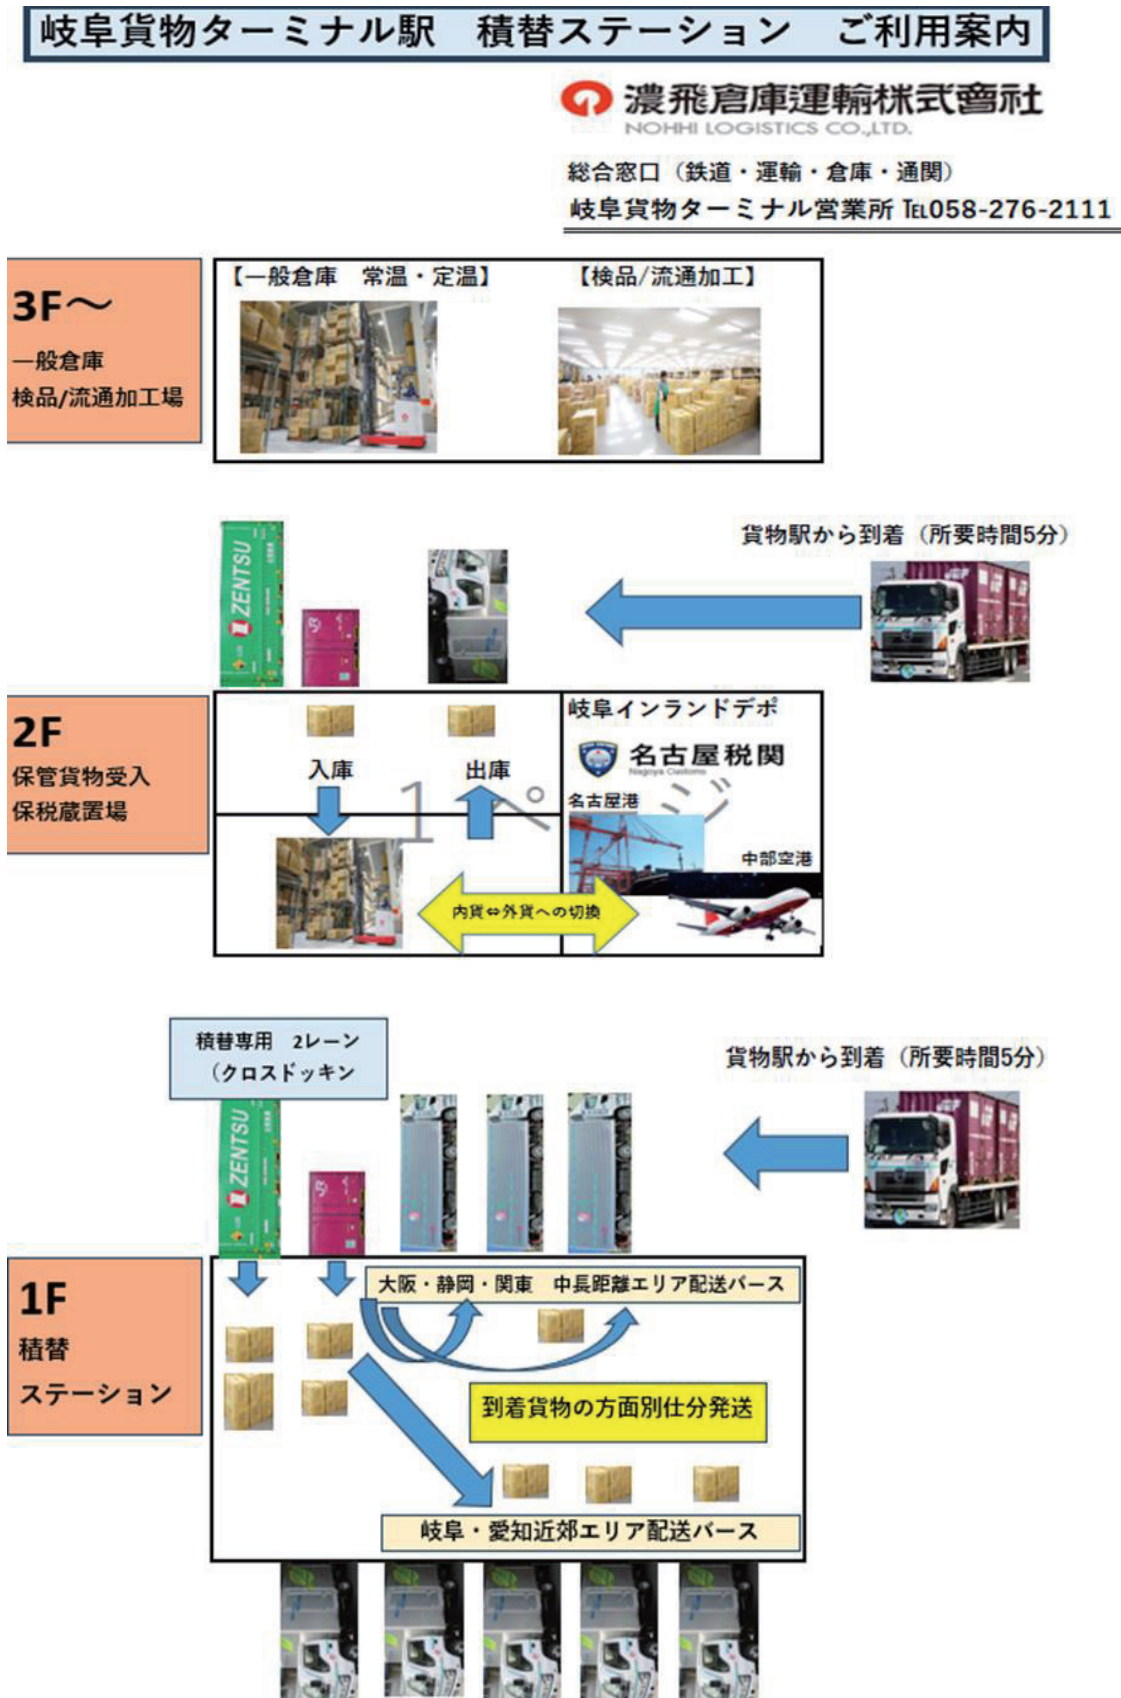 岐阜貨物ターミナル駅　積替ステーション　ご利用案内
濃飛倉庫運輸株式会社
NOHHI LOGISTICS CO.,LTD.
総合窓口（鉄道・運輸・倉庫・通関）
岐阜貨物ターミナル営業所 ℡058-276-2111
3F～
一般倉庫
検品/流通加工場
【一般倉庫　常温・定温】
【検品/流通加工】
貨物駅から到着（所要時間5分）
ZENTSU
2F
保管貨物受入
保税蔵置場
入庫
出庫
岐阜インランドデポ
名古屋税関
Nagoya Customs
名古屋港
中部空港
1 ページ
内貨⇔外貨への切換
積替専用　2レーン
（クロスドッキン
貨物駅から到着（所要時間5分）
ZENTSU
1F
積替
ステーション
大阪・静岡・関東　中長距離エリア配送バース
到着貨物の方面別仕分発送
岐阜・愛知近郊エリア配送バース